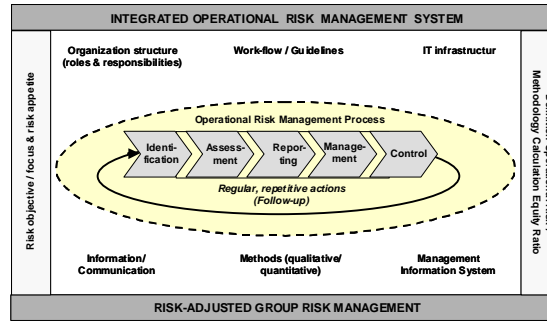 INTEGRATED OPERATIONAL RISK MANAGEMENT SYSTEM
Risk objective / focus & risk appetite
Organization structure
(roles & responsibilities)
Work-flow / Guidelines
IT infrastructur
Operational Risk Management Process
Identi-
fication
Assess-
ment
Repor-
ting
Manage-
ment
Control
Regular, repetitive actions
(Follow-up)
Information/
Communication
Methods (qualitative/
quantitative)
Management
Information System
Methodology Calculation Equity
Ratio
RISK-ADJUSTED GROUP RISK MANAGEMENT